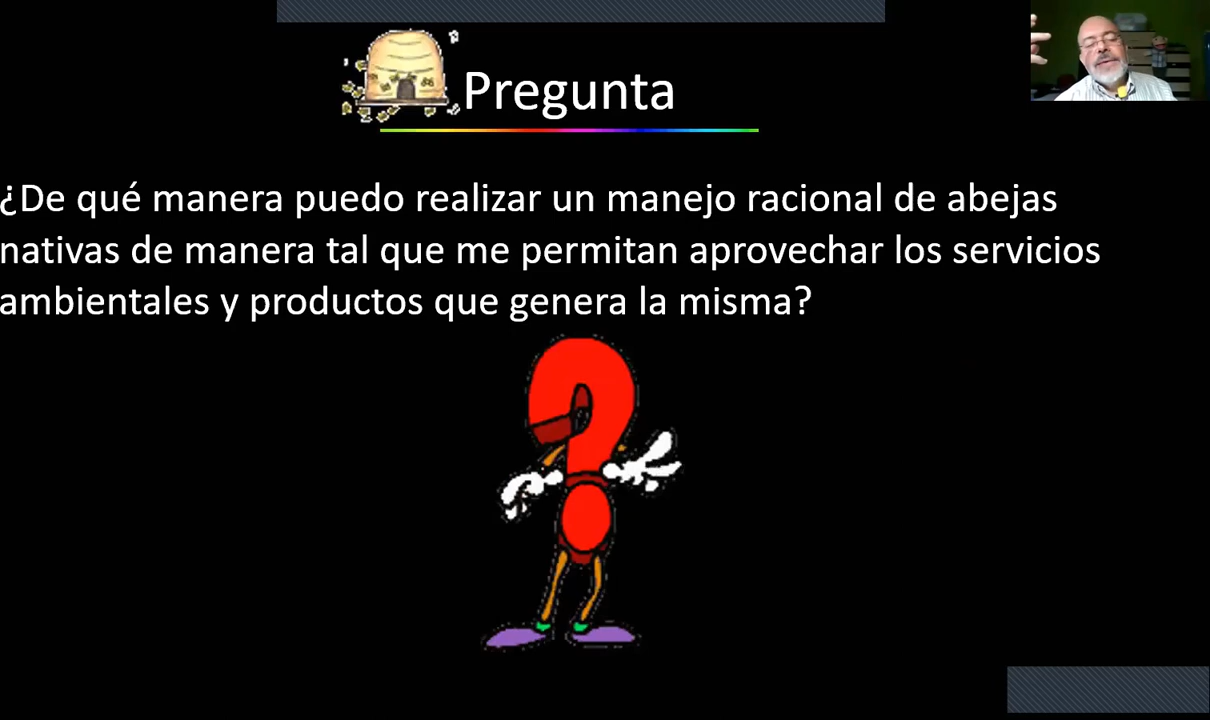 Pregunta
¿De qué manera puedo realizar un manejo racional de abejas
nativas de manera tal que me permitan aprovechar los servicios
ambientales y productos que genera la misma?